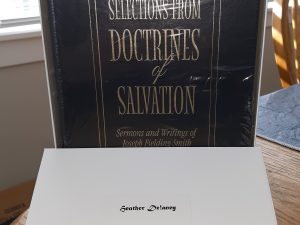 SELECTIONS FROM
DOCTRINES
of
SALVATION
Sermons and Writings of
Joseph Fielding Smith
Heather Delaney